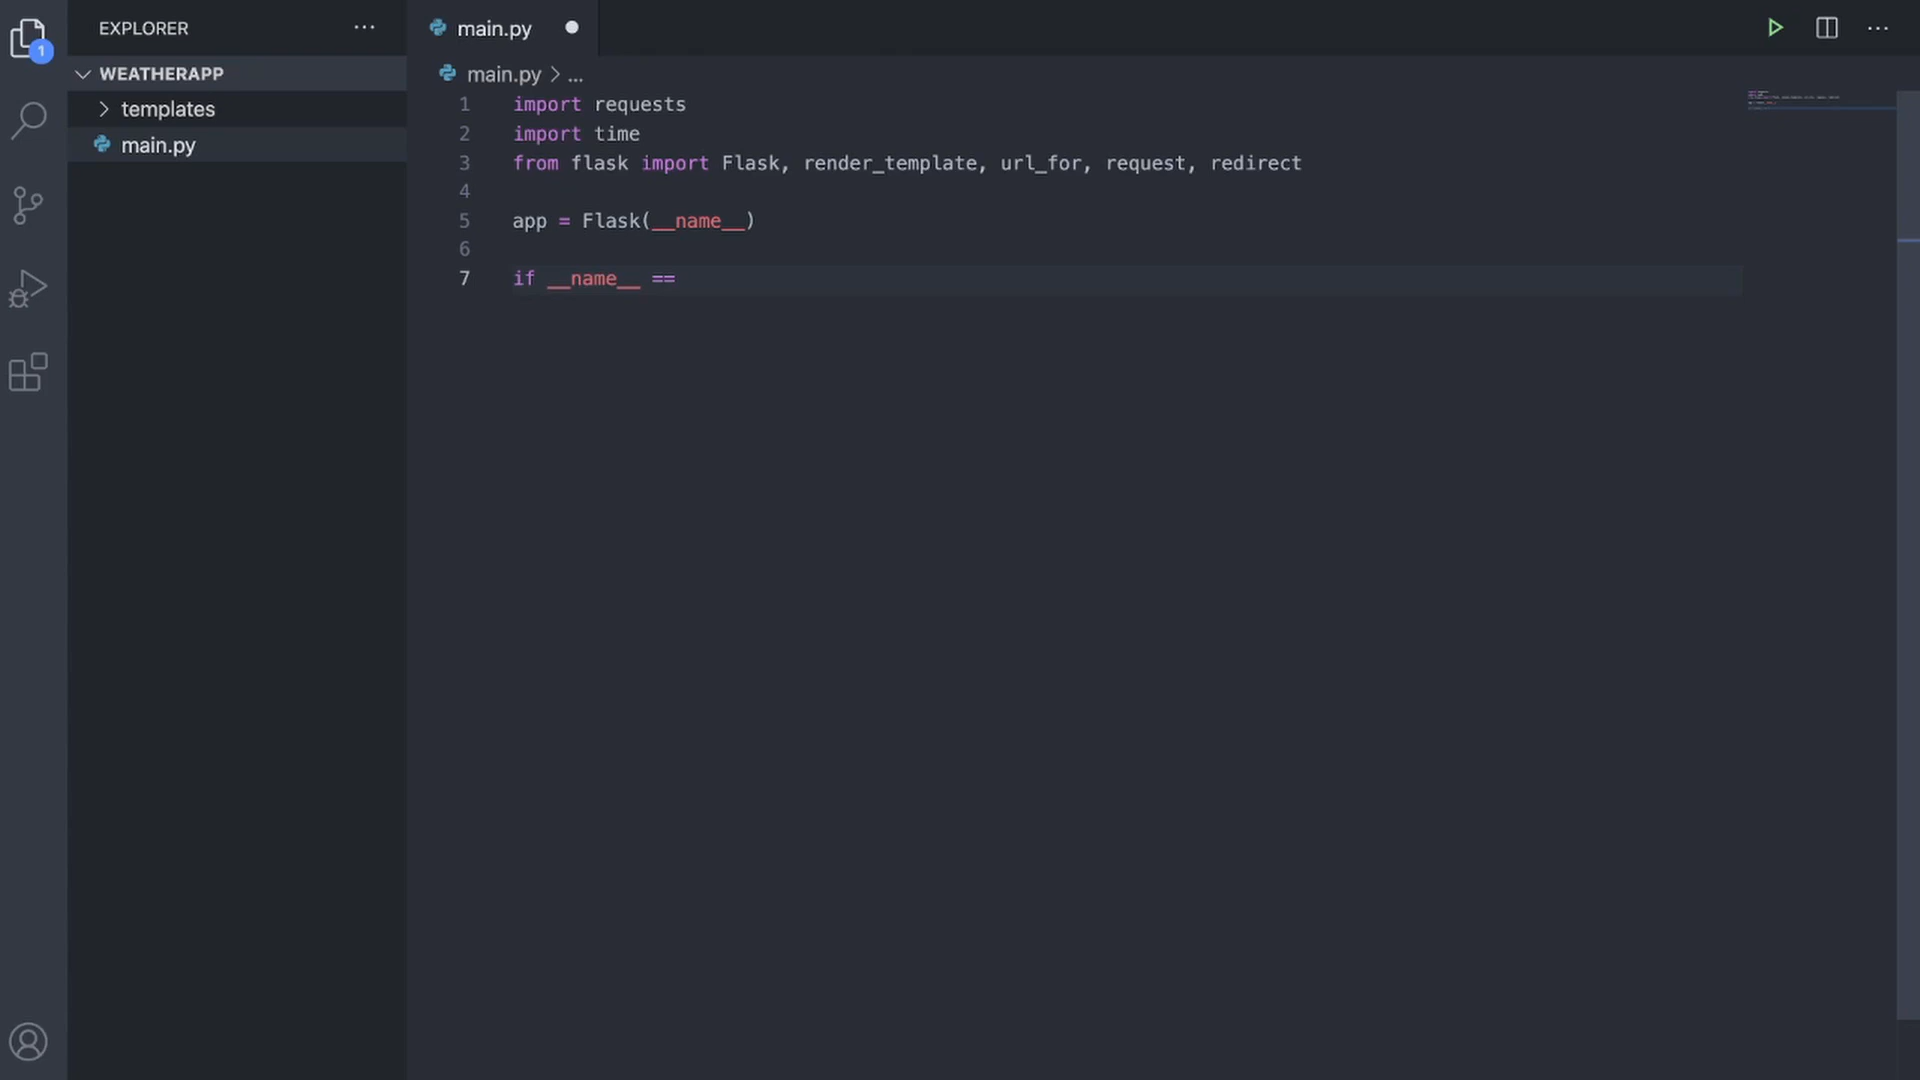 EXPLORER
WEATHERAPP
templates
main.py
1
main.py
main.py > ...
1 import requests
2 import time
3 from flask import Flask, render_template, url_for, request, redirect
4
5 app = Flask(__name__)
6
7 if __name__ ==